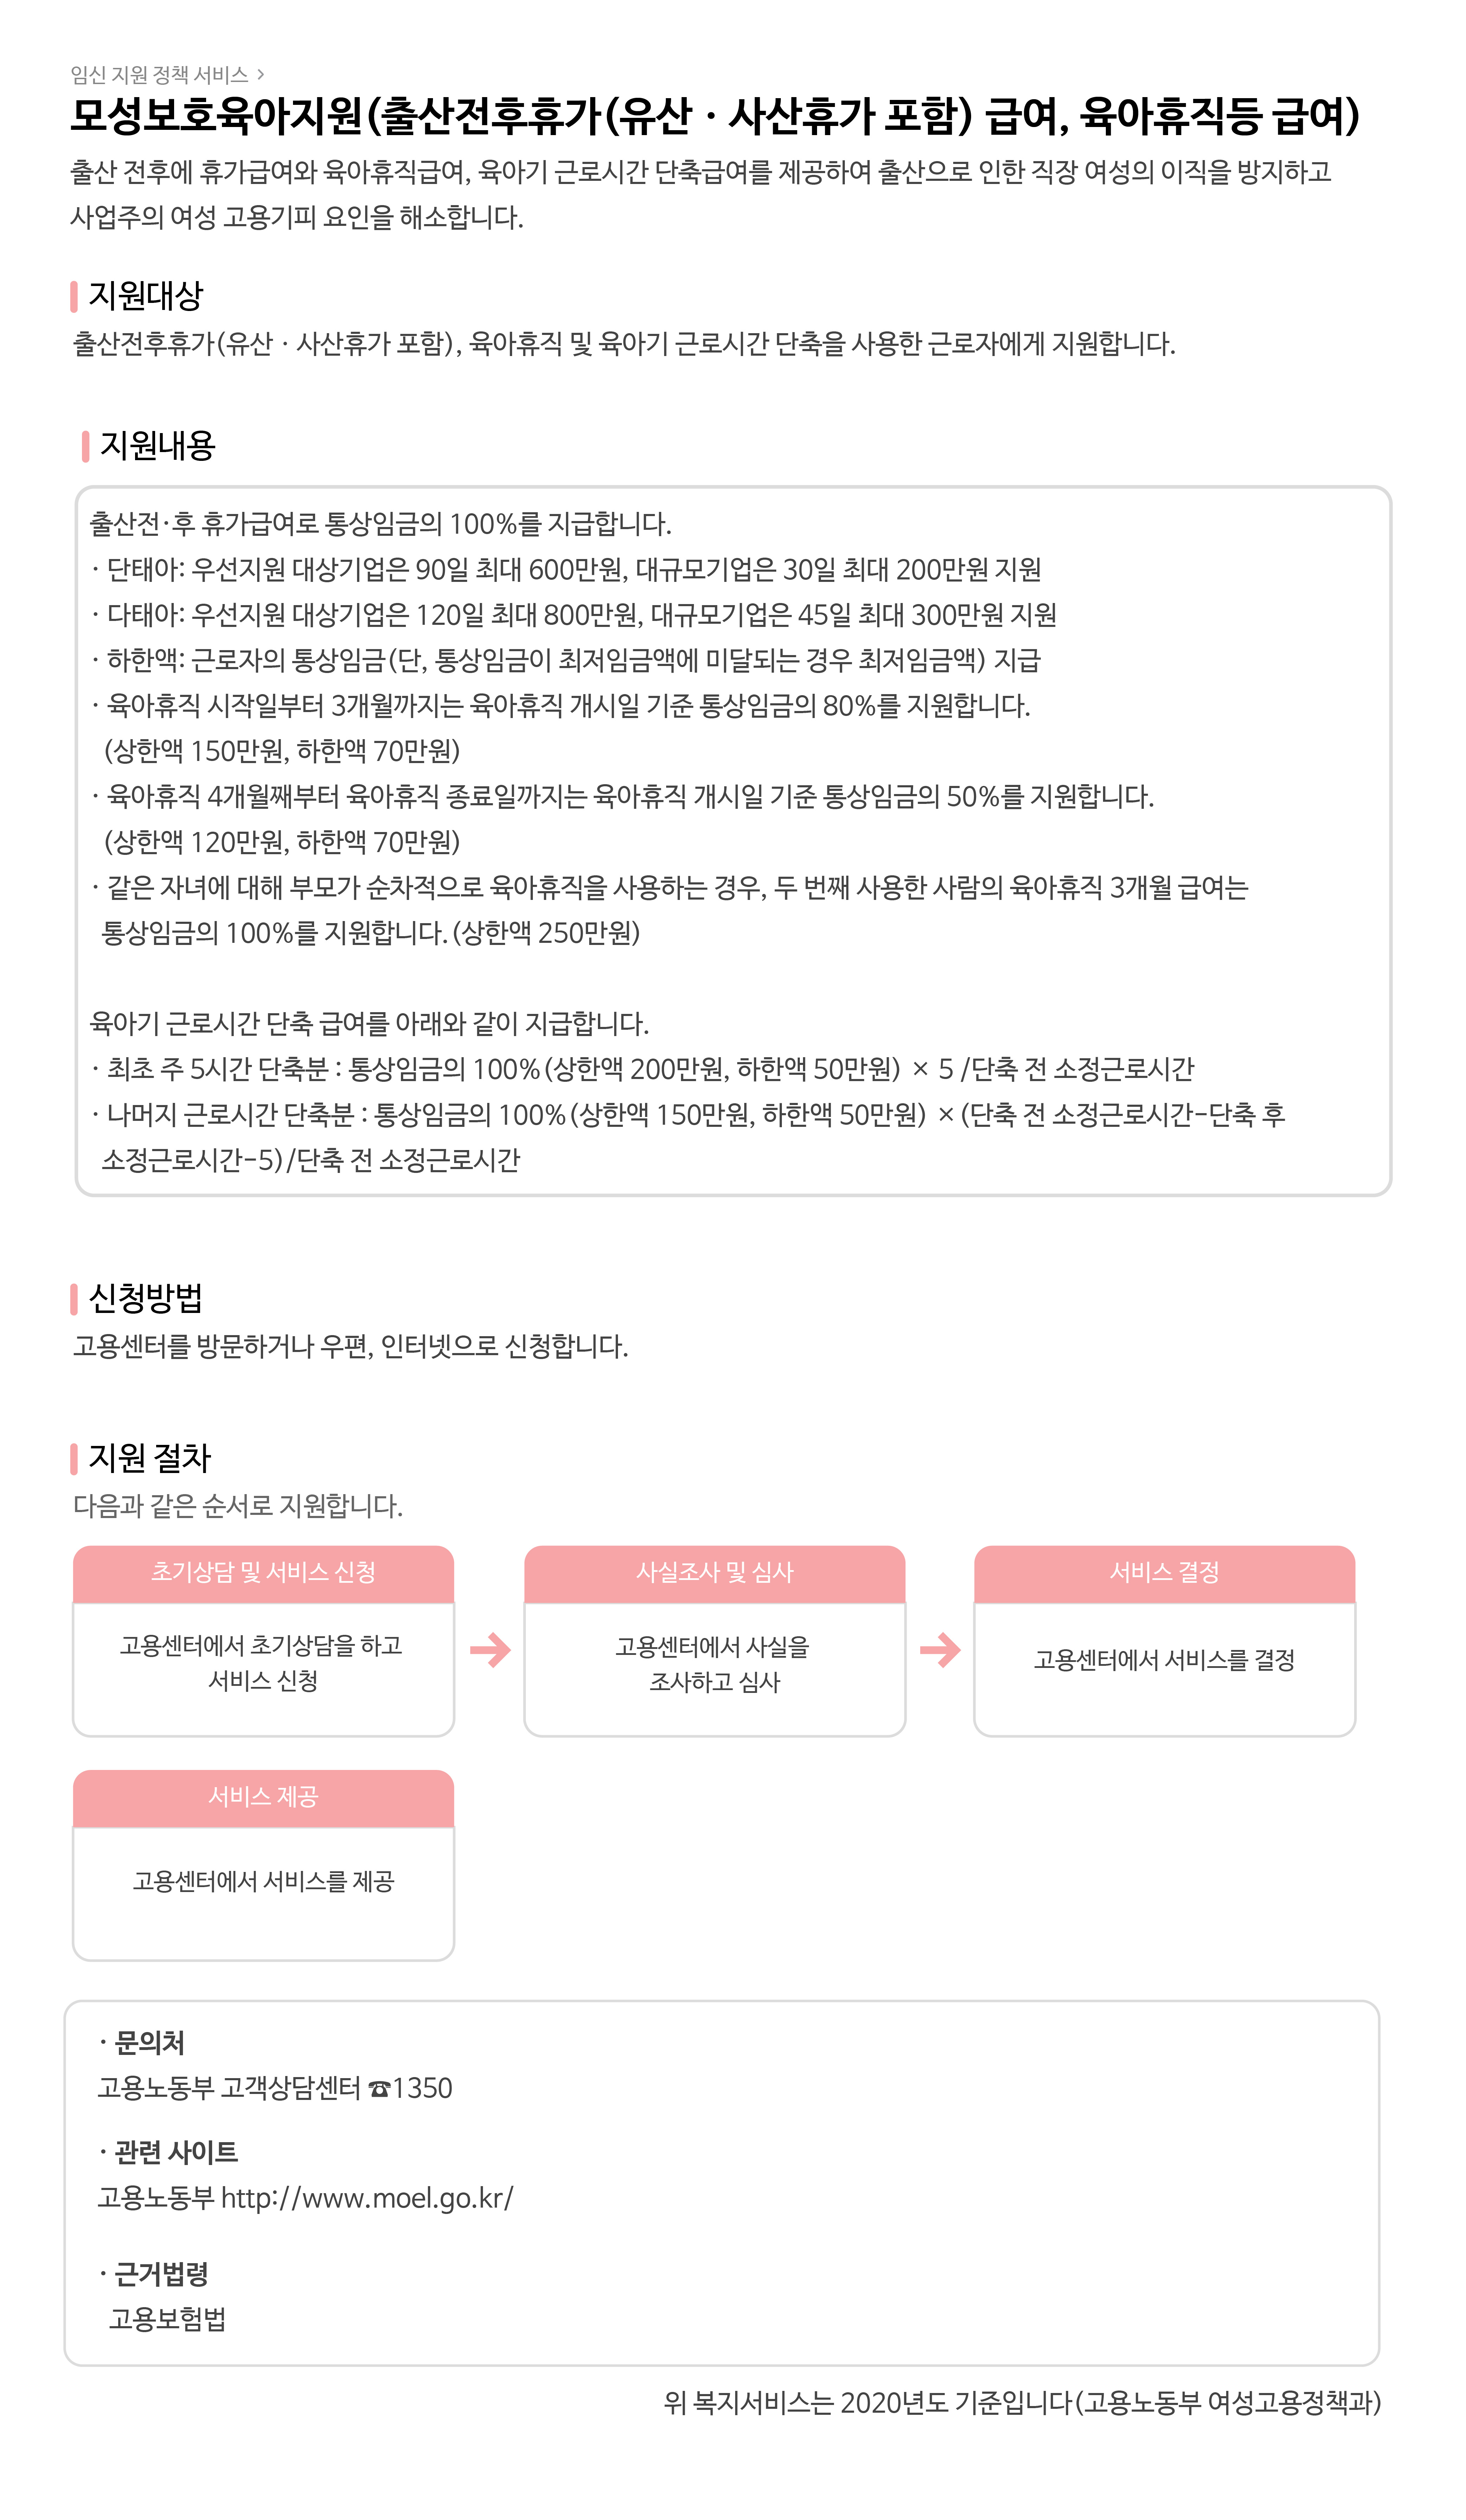 임신 지원 정책 서비스 >
모성보호육아지원(출산전후휴가(유산 · 사산휴가 포함) 급여, 육아휴직등 급여)
출산 전후에 휴가급여와 육아휴직급여, 육아기 근로시간 단축급여를 제공하여 출산으로 인한 직장 여성의 이직을 방지하고
사업주의 여성 고용기피 요인을 해소합니다.
지원대상
출산전후휴가(유산 · 사산휴가 포함), 육아휴직 및 육아기 근로시간 단축을 사용한 근로자에게 지원합니다.
지원내용
출산전·후 휴가급여로 통상임금의 100%를 지급합니다.
· 단태아: 우선지원 대상기업은 90일 최대 600만원, 대규모기업은 30일 최대 200만원 지원
· 다태아: 우선지원 대상기업은 120일 최대 800만원, 대규모기업은 45일 최대 300만원 지원
· 하한액: 근로자의 통상임금(단, 통상임금이 최저임금액에 미달되는 경우 최저임금액) 지급
· 육아휴직 시작일부터 3개월까지는 육아휴직 개시일 기준 통상임금의 80%를 지원합니다.
(상한액 150만원, 하한액 70만원)
· 육아휴직 4개월째부터 육아휴직 종료일까지는 육아휴직 개시일 기준 통상임금의 50%를 지원합니다.
(상한액 120만원, 하한액 70만원)
· 같은 자녀에 대해 부모가 순차적으로 육아휴직을 사용하는 경우, 두 번째 사용한 사람의 육아휴직 3개월 급여는
통상임금의 100%를 지원합니다.(상한액 250만원)
육아기 근로시간 단축 급여를 아래와 같이 지급합니다.
· 최초 주 5시간 단축분 : 통상임금의 100%(상한액 200만원, 하한액 50만원) × 5 /단축 전 소정근로시간
· 나머지 근로시간 단축분 : 통상임금의 100%(상한액 150만원, 하한액 50만원) ×(단축 전 소정근로시간-단축 후
소정근로시간-5)/단축 전 소정근로시간
신청방법
고용센터를 방문하거나 우편, 인터넷으로 신청합니다.
지원 절차
다음과 같은 순서로 지원합니다.
초기상담 및 서비스 신청
고용센터에서 초기상담을 하고
서비스 신청
사실조사 및 심사
고용센터에서 사실을
조사하고 심사
서비스 결정
고용센터에서 서비스를 결정
서비스 제공
고용센터에서 서비스를 제공
· 문의처
고용노동부 고객상담센터 ☎1350
· 관련 사이트
고용노동부 http://www.moel.go.kr/
· 근거법령
고용보험법
위 복지서비스는 2020년도 기준입니다(고용노동부 여성고용정책과)